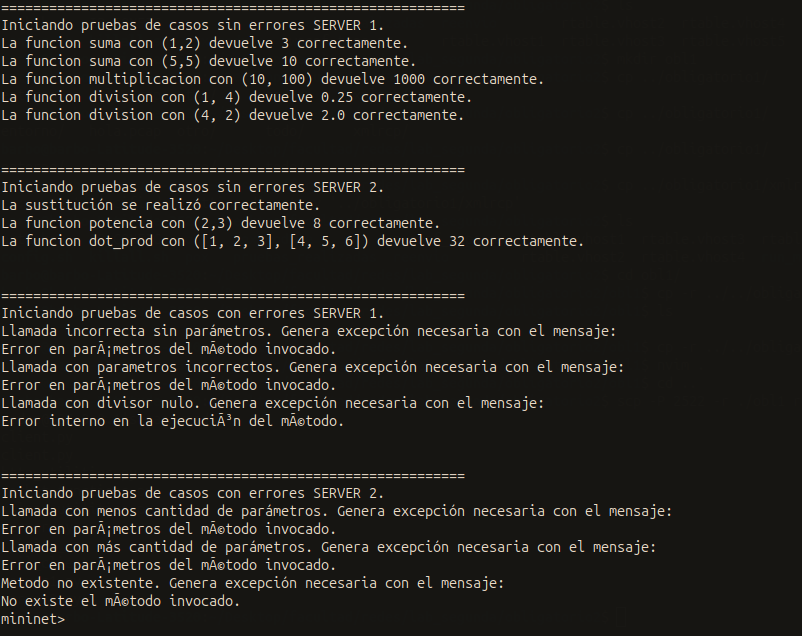 ==========================================================
Iniciando pruebas de casos sin errores SERVER 1.
La funcion suma con (1,2) devuelve 3 correctamente.
La funcion suma con (5,5) devuelve 10 correctamente.
La funcion multiplicacion con (10, 100) devuelve 1000 correctamente.
La funcion division con (1, 4) devuelve 0.25 correctamente.
La funcion division con (4, 2) devuelve 2.0 correctamente.
==========================================================
Iniciando pruebas de casos sin errores SERVER 2.
La sustitución se realizó correctamente.
La funcion potencia con (2,3) devuelve 8 correctamente.
La funcion dot_prod con ([1, 2, 3], [4, 5, 6]) devuelve 32 correctamente.
==========================================================
Iniciando pruebas de casos con errores SERVER 1.
Llamada incorrecta sin parámetros. Genera excepción necesaria con el mensaje:
Error en parÃ¡metros del mÃ©todo invocado.
Llamada con parametros incorrectos. Genera excepción necesaria con el mensaje:
Error en parÃ¡metros del mÃ©todo invocado.
Llamada con divisor nulo. Genera excepción necesaria con el mensaje:
Error interno en la ejecuciÃ³n del mÃ©todo.
==========================================================
Iniciando pruebas de casos con errores SERVER 2.
Llamada con menos cantidad de parámetros. Genera excepción necesaria con el mensaje:
Error en parÃ¡metros del mÃ©todo invocado.
Llamada con más cantidad de parámetros. Genera excepción necesaria con el mensaje:
Error en parÃ¡metros del mÃ©todo invocado.
Metodo no existente. Genera excepción necesaria con el mensaje:
No existe el mÃ©todo invocado.
mininet>